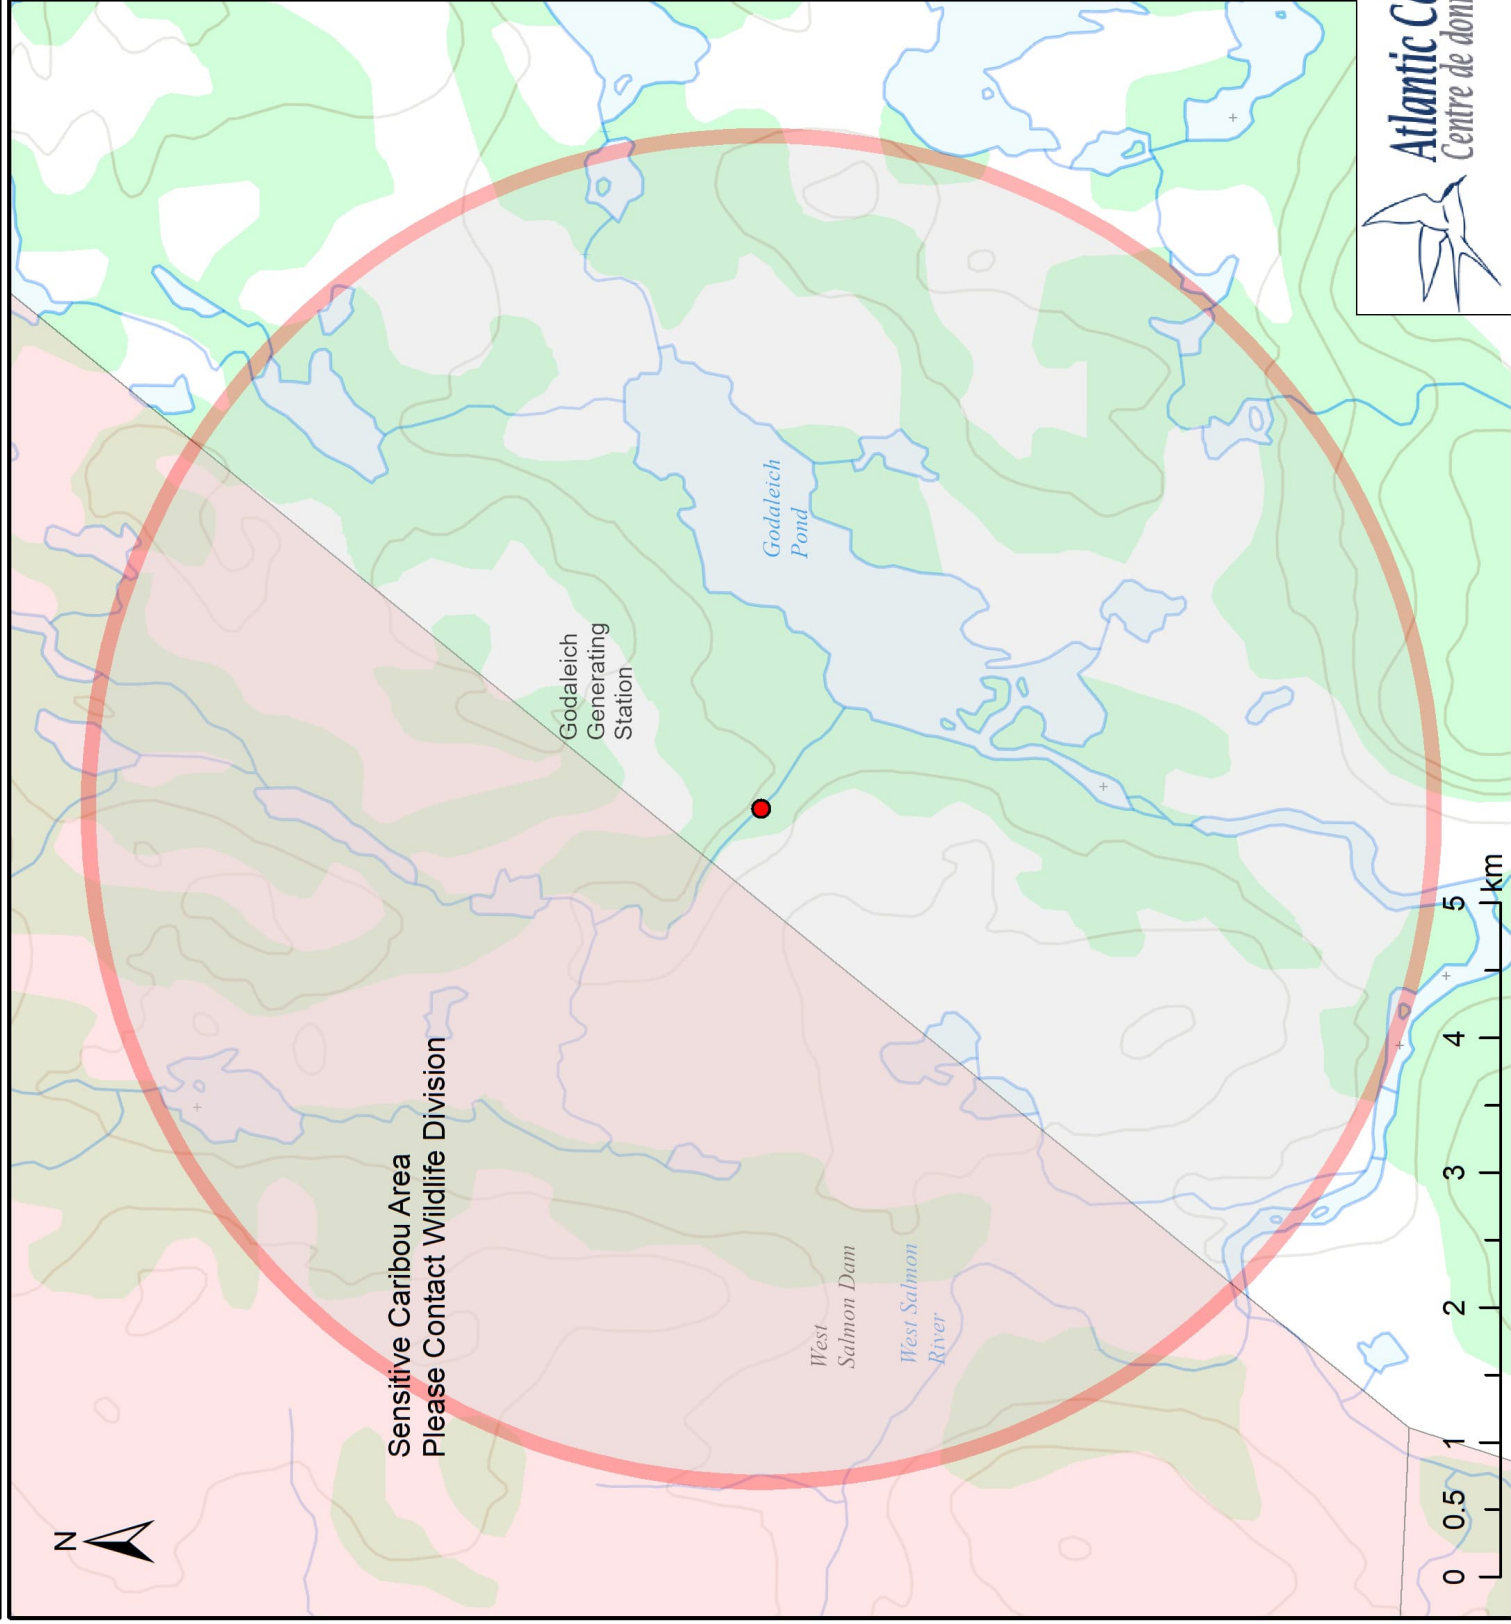 N
Sensitive Caribou Area
Please Contact Wildlife Division
Godaleich
Generating
Station
Godaleich
Pond
West
Salmon Dam
West Salmon
River
0 0.5 1 2 3 4 5
km
Atlantic
Centre de